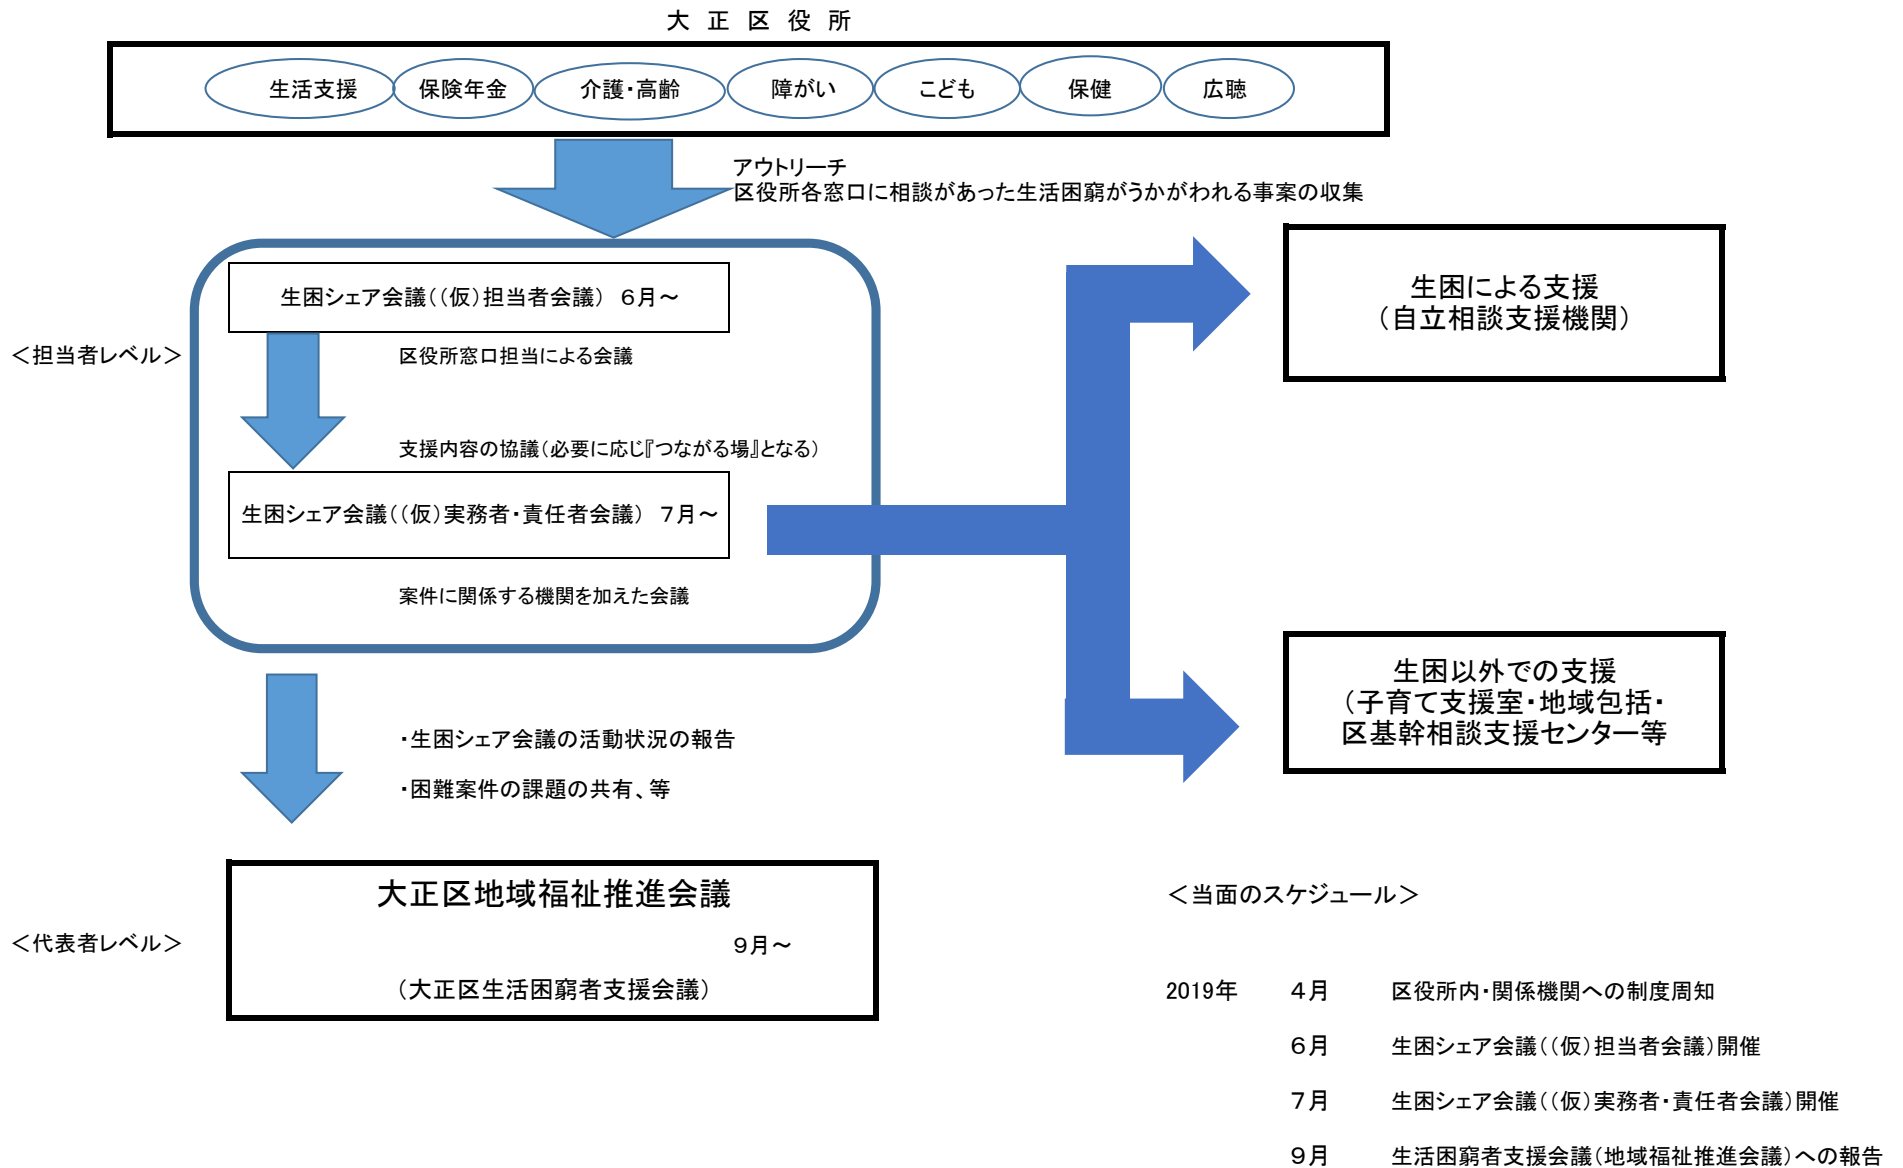 大　正　区　役　所
生活支援
保険年金
介護・高齢
障がい
こども
保健
広聴
アウトリーチ
区役所各窓口に相談があった生活困窮がうかがわれる事案の収集
＜担当者レベル＞
生困シェア会議（（仮）担当者会議）　６月～
区役所窓口担当による会議
支援内容の協議（必要に応じ『つながる場』となる）
生困シェア会議（（仮）実務者・責任者会議）　７月～
案件に関係する機関を加えた会議
生困による支援
（自立相談支援機関）
生困以外での支援
（子育て支援室・地域包括・
区基幹相談支援センター等
・生困シェア会議の活動状況の報告
・困難案件の課題の共有、等
＜代表者レベル＞
大正区地域福祉推進会議
９月～
（大正区生活困窮者支援会議）
＜当面のスケジュール＞
2019年　４月　区役所内・関係機関への制度周知
６月　生困シェア会議（（仮）担当者会議）開催
７月　生困シェア会議（（仮）実務者・責任者会議）開催
９月　生活困窮者支援会議（地域福祉推進会議）への報告